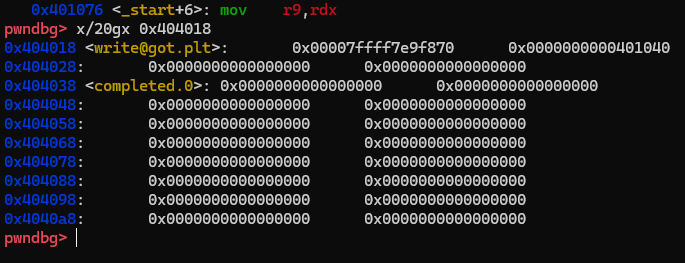 0x401076 <_start+6>: mov r9,rdx
pwndbg> x/20gx 0x404018
0x404018 <write@got.plt>: 0x00007ffff7e9f870 0x0000000000401040
0x404028: 0x0000000000000000 0x0000000000000000
0x404038 <completed.0>: 0x0000000000000000 0x0000000000000000
0x404048: 0x0000000000000000 0x0000000000000000
0x404058: 0x0000000000000000 0x0000000000000000
0x404068: 0x0000000000000000 0x0000000000000000
0x404078: 0x0000000000000000 0x0000000000000000
0x404088: 0x0000000000000000 0x0000000000000000
0x404098: 0x0000000000000000 0x0000000000000000
0x4040a8: 0x0000000000000000 0x0000000000000000
pwndbg>